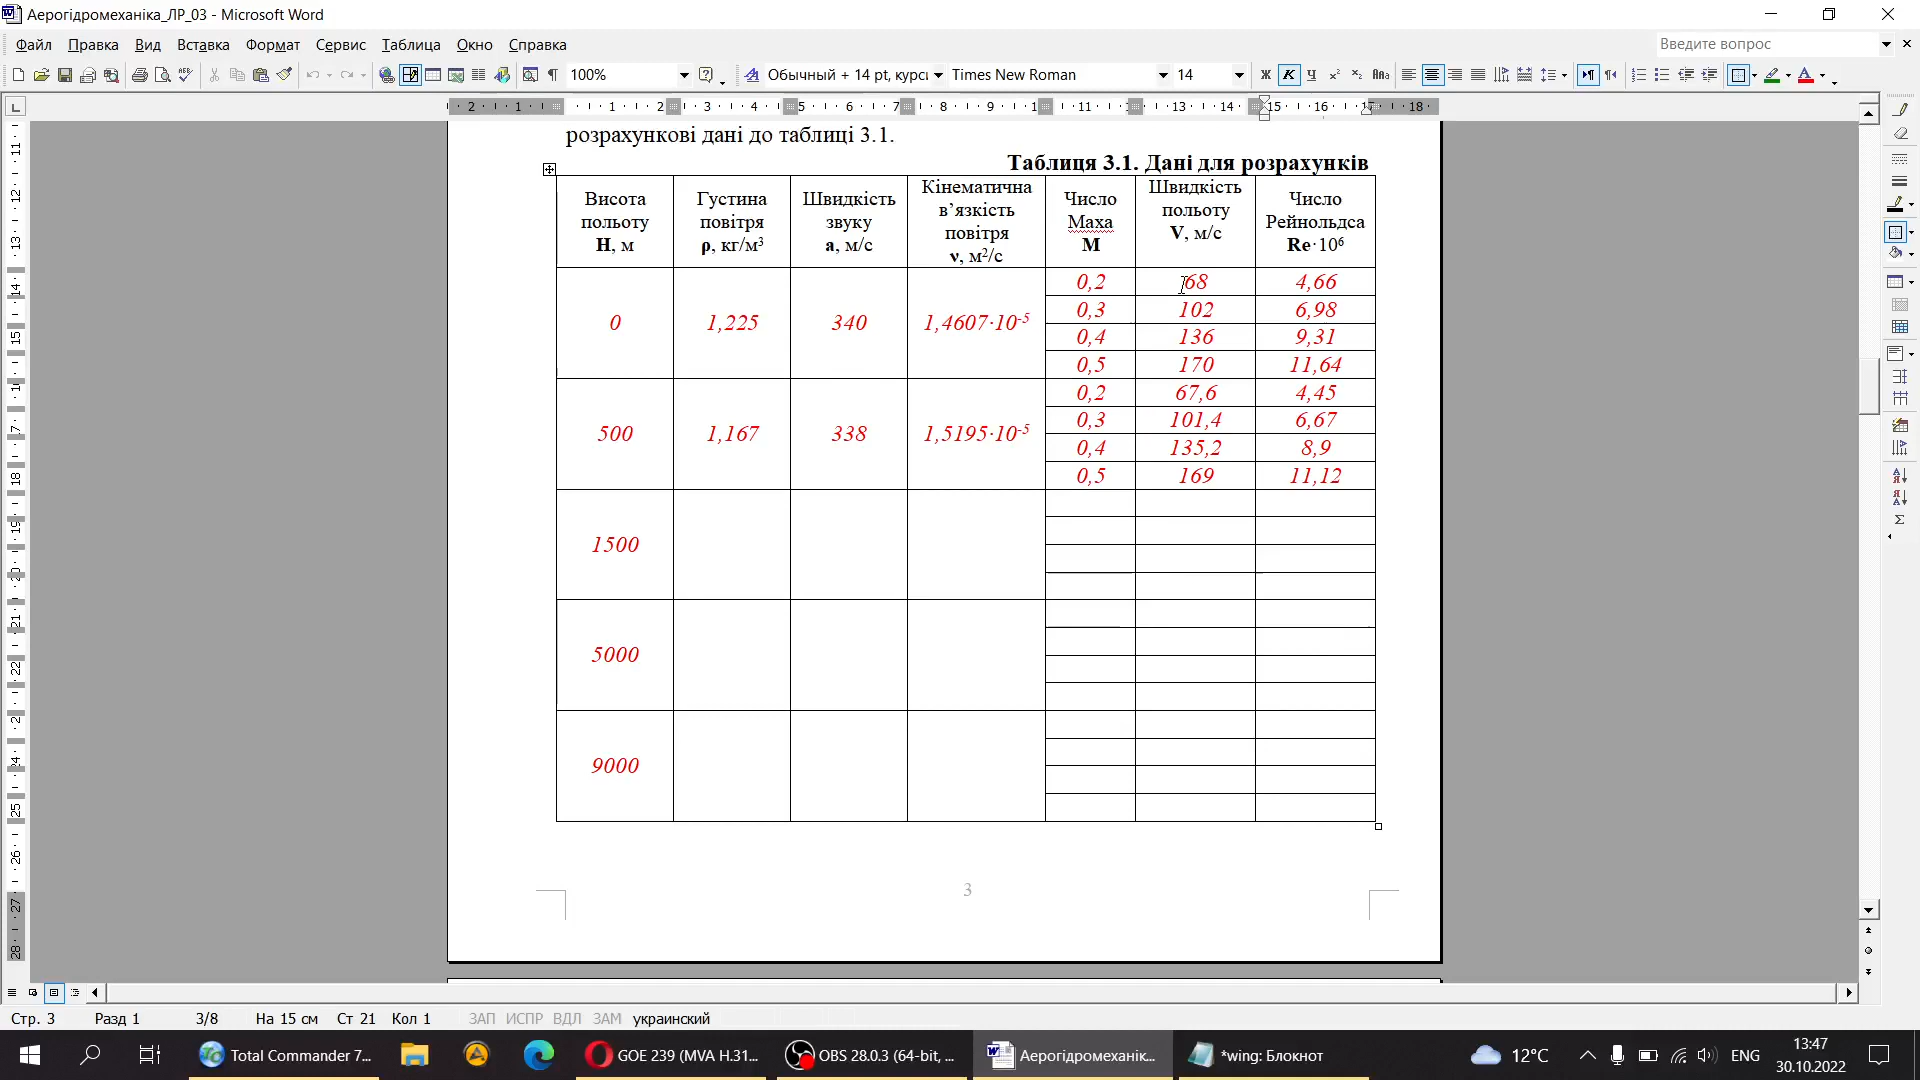 Аерогідромеханіка_ЛР_03 - Microsoft Word
Файл Правка Вид Вставка Формат Сервис Таблица Окно Справка
Введите вопрос
100%
Обычный + 14 pt, курси
Times New Roman
14
розрахункові дані до таблиці 3.1.
Таблиця 3.1. Дані для розрахунків
Висота польоту H, м
Густина повітря ρ, кг/м³
Швидкість звуку a, м/с
Кінематична в’язкість повітря ν, м²/с
Число Маха M
Швидкість польоту V, м/с
Число Рейнольдса Re·10⁶
0 1,225 340 1,4607·10⁻⁵
0,2 68 4,66
0,3 102 6,98
0,4 136 9,31
0,5 170 11,64
500 1,167 338 1,5195·10⁻⁵
0,2 67,6 4,45
0,3 101,4 6,67
0,4 135,2 8,9
0,5 169 11,12
1500
5000
9000
3
Стр. 3 Разд 1 3/8 На 15 см Ст 21 Кол 1 ЗАП ИСПР ВДЛ ЗАМ украинский
Total Commander 7...
GOE 239 (MVA H.31...
OBS 28.0.3 (64-bit, ...
Аерогідромеханік...
*wing: Блокнот
12°C
ENG
13:47
30.10.2022